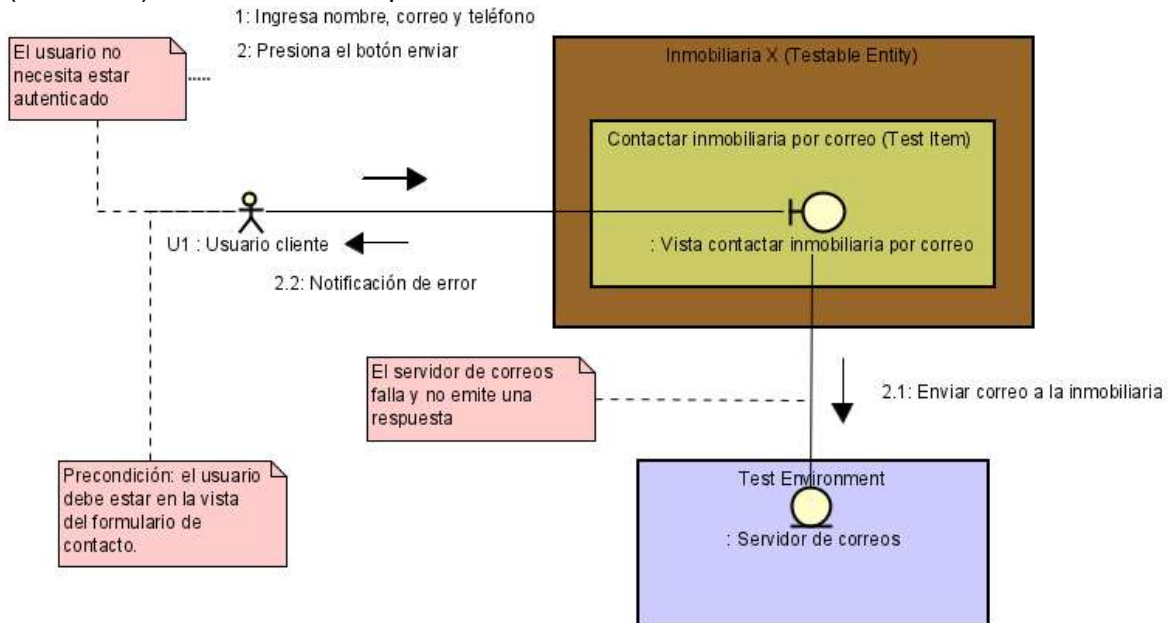 1: Ingresa nombre, correo y teléfono
2: Presiona el botón enviar
El usuario no
necesita estar
autenticado
Inmobiliaria X (Testable Entity)
Contactar inmobiliaria por correo (Test Item)
U1 : Usuario cliente
: Vista contactar inmobiliaria por correo
2.2: Notificación de error
El servidor de correos
falla y no emite una
respuesta
2.1: Enviar correo a la inmobiliaria
Precondición: el usuario
debe estar en la vista
del formulario de
contacto.
Test Environment
: Servidor de correos